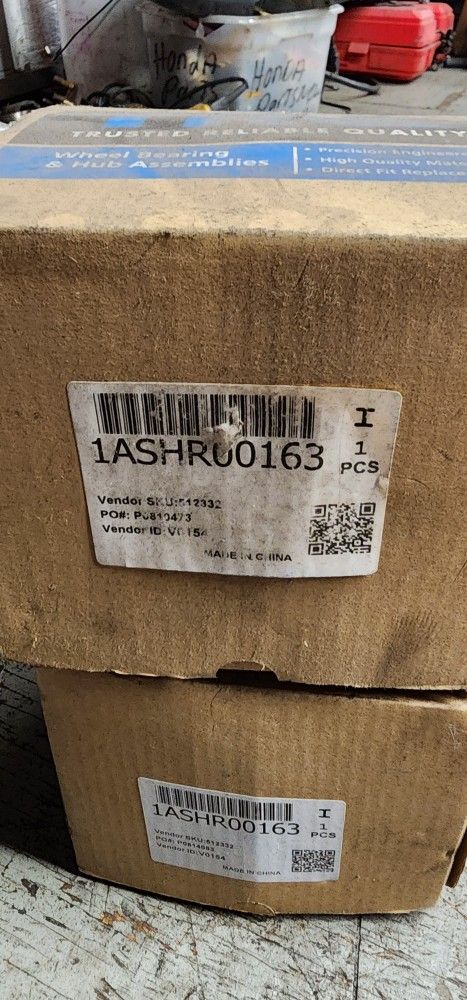 Honda
Parts
Honda
Parts
TRUSTED RELIABLE QUALITY
Wheel Bearing
& Hub Assemblies
• Precision Engineere
• High Quality Mate
• Direct Fit Replace
1ASHR00163
I
1
PCS
Vendor SKU:512332
PO#: P0810473
Vendor ID:V0154
MADE IN CHINA
1ASHR00163
I
1
PCS
Vendor SKU:512332
Vendor ID:V0154
MADE IN CHINA